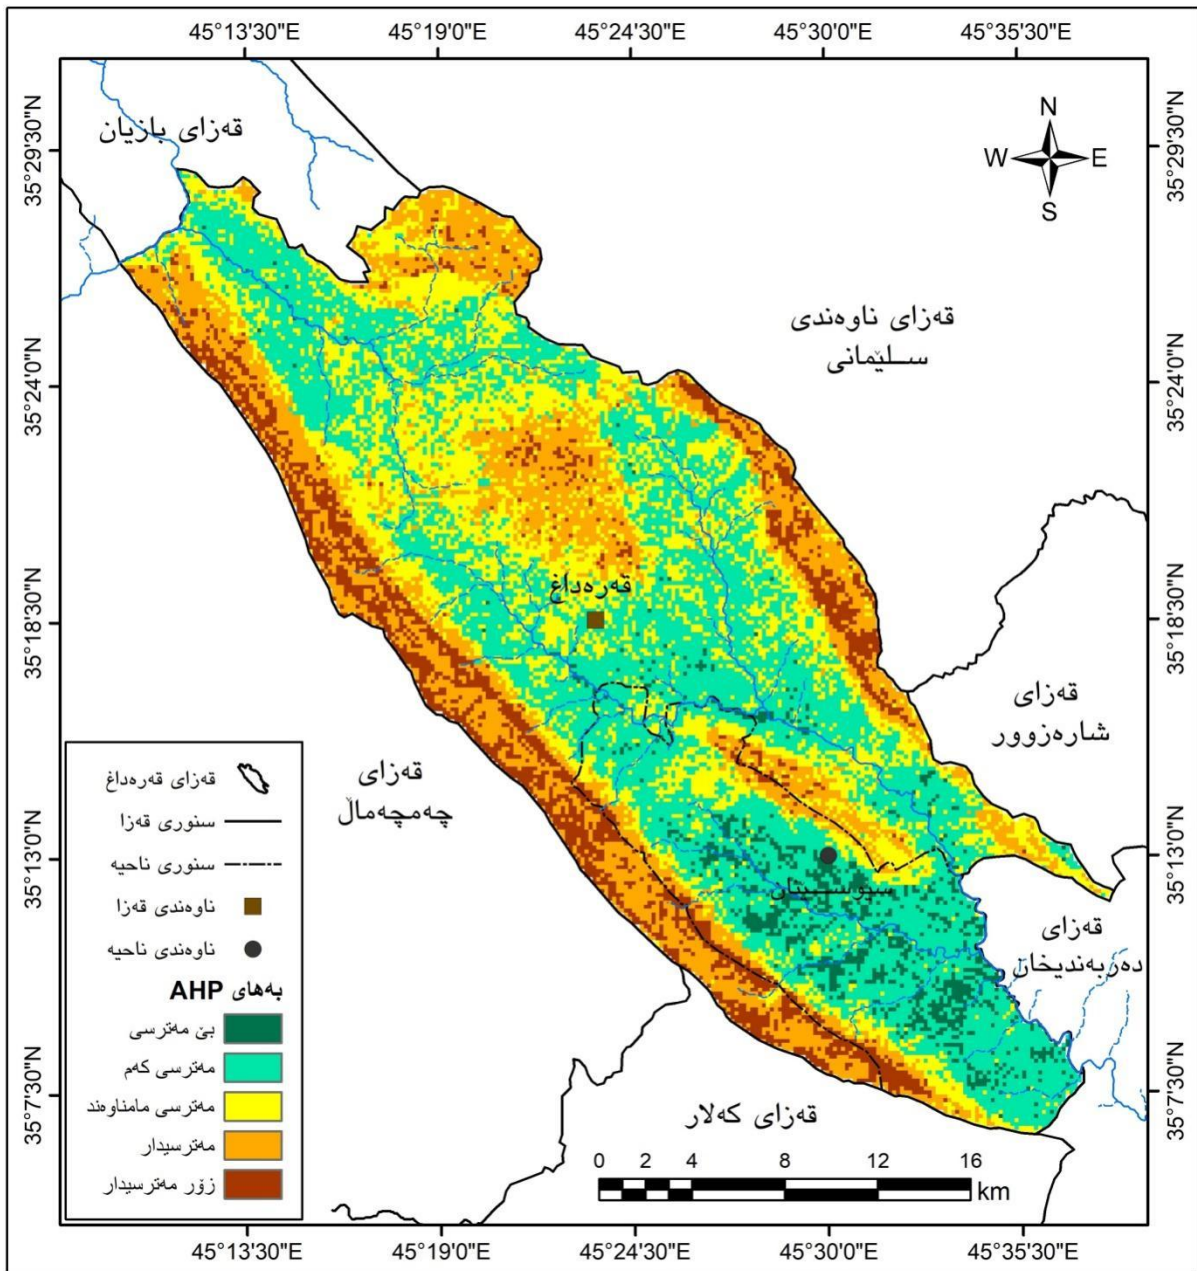 45°13'30"E 45°19'0"E 45°24'30"E 45°30'0"E 45°35'30"E
35°29'30"N
35°24'0"N
35°18'30"N
35°13'0"N
35°7'30"N
N
W E
S
قەزای بازیان
قەزای ناوەندی
سلێمانی
قەرەداغ
قەزای
شارەزوور
قەزای
چەمچەماڵ
سیوسینان
قەزای
دەربەندیخان
قەزای کەلار
قەزای قەرەداغ
سنوری قەزا
سنوری ناحیە
ناوەندی قەزا
ناوەندی ناحیە
بەهای AHP
بێ مەترسی
مەترسی کەم
مەترسی مامناوەند
مەترسیدار
زۆر مەترسیدار
0 2 4 8 12 16
km
35°29'30"N
35°24'0"N
35°18'30"N
35°13'0"N
35°7'30"N
45°13'30"E 45°19'0"E 45°24'30"E 45°30'0"E 45°35'30"E